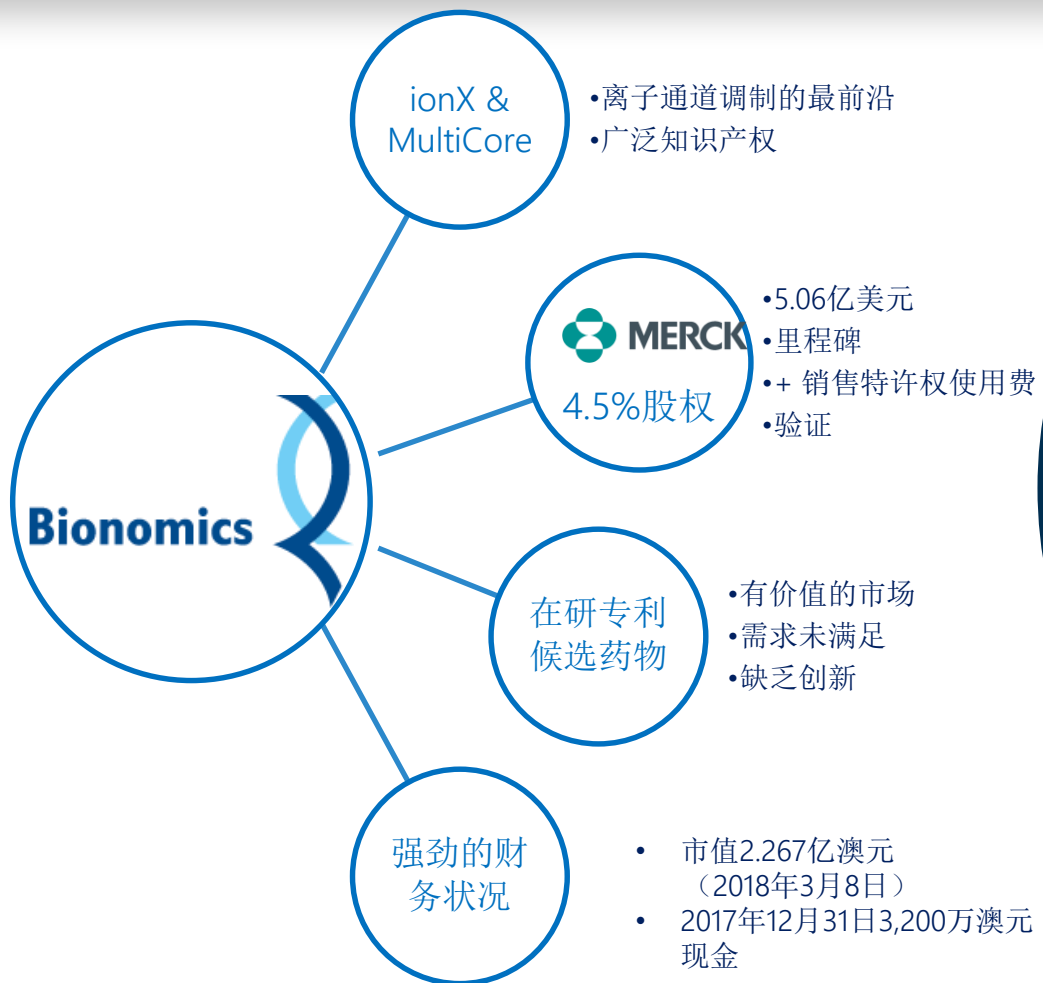 ionX &
MultiCore
•离子通道调制的最前沿
•广泛知识产权
MERCK
4.5%股权
•5.06亿美元
•里程碑
•+ 销售特许权使用费
•验证
Bionomics
在研专利
候选药物
•有价值的市场
•需求未满足
•缺乏创新
强劲的财
务状况
• 市值2.267亿澳元
（2018年3月8日）
• 2017年12月31日3,200万澳元
现金